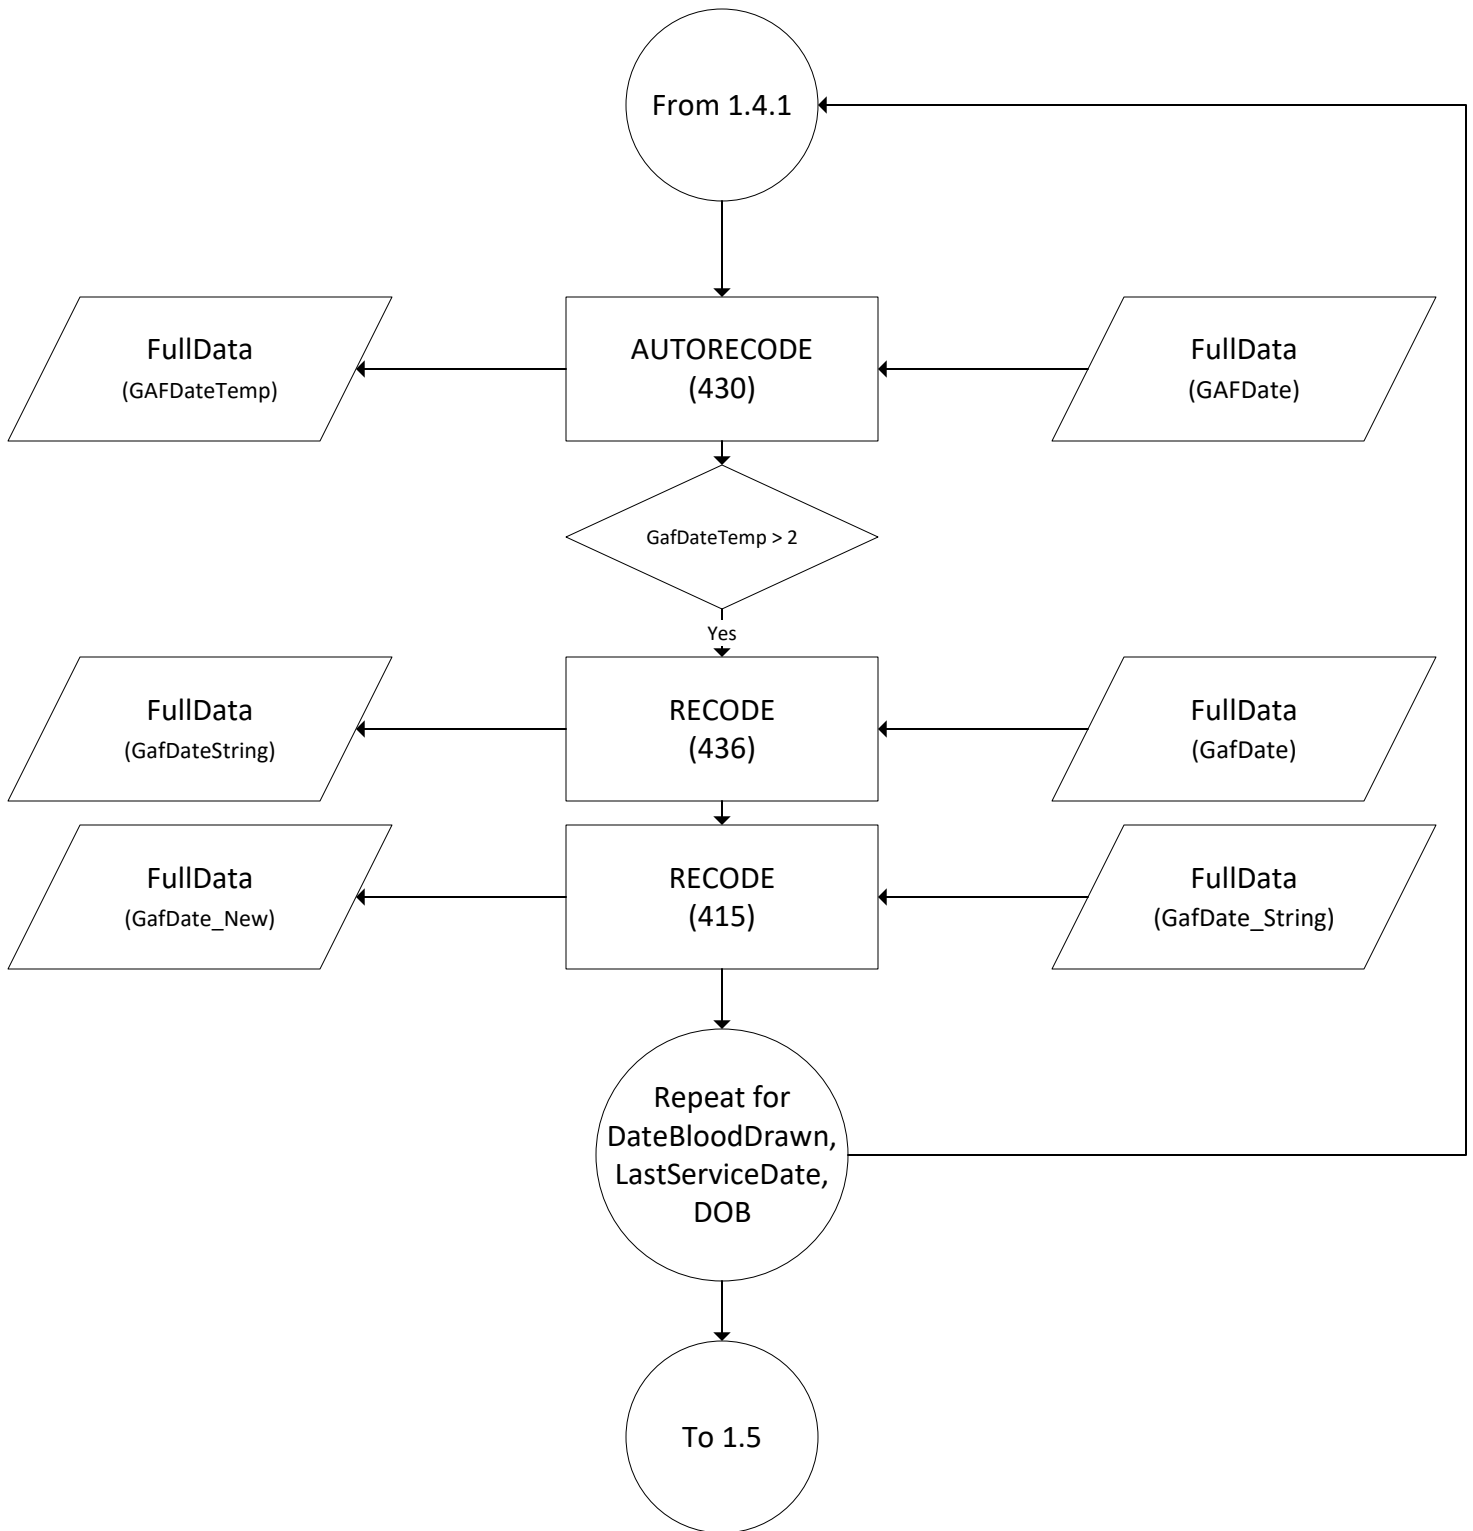 From 1.4.1
FullData
(GAFDateTemp)
AUTORECODE
(430)
FullData
(GAFDate)
GafDateTemp > 2
Yes
FullData
(GafDateString)
RECODE
(436)
FullData
(GafDate)
FullData
(GafDate_New)
RECODE
(415)
FullData
(GafDate_String)
Repeat for
DateBloodDrawn,
LastServiceDate,
DOB
To 1.5